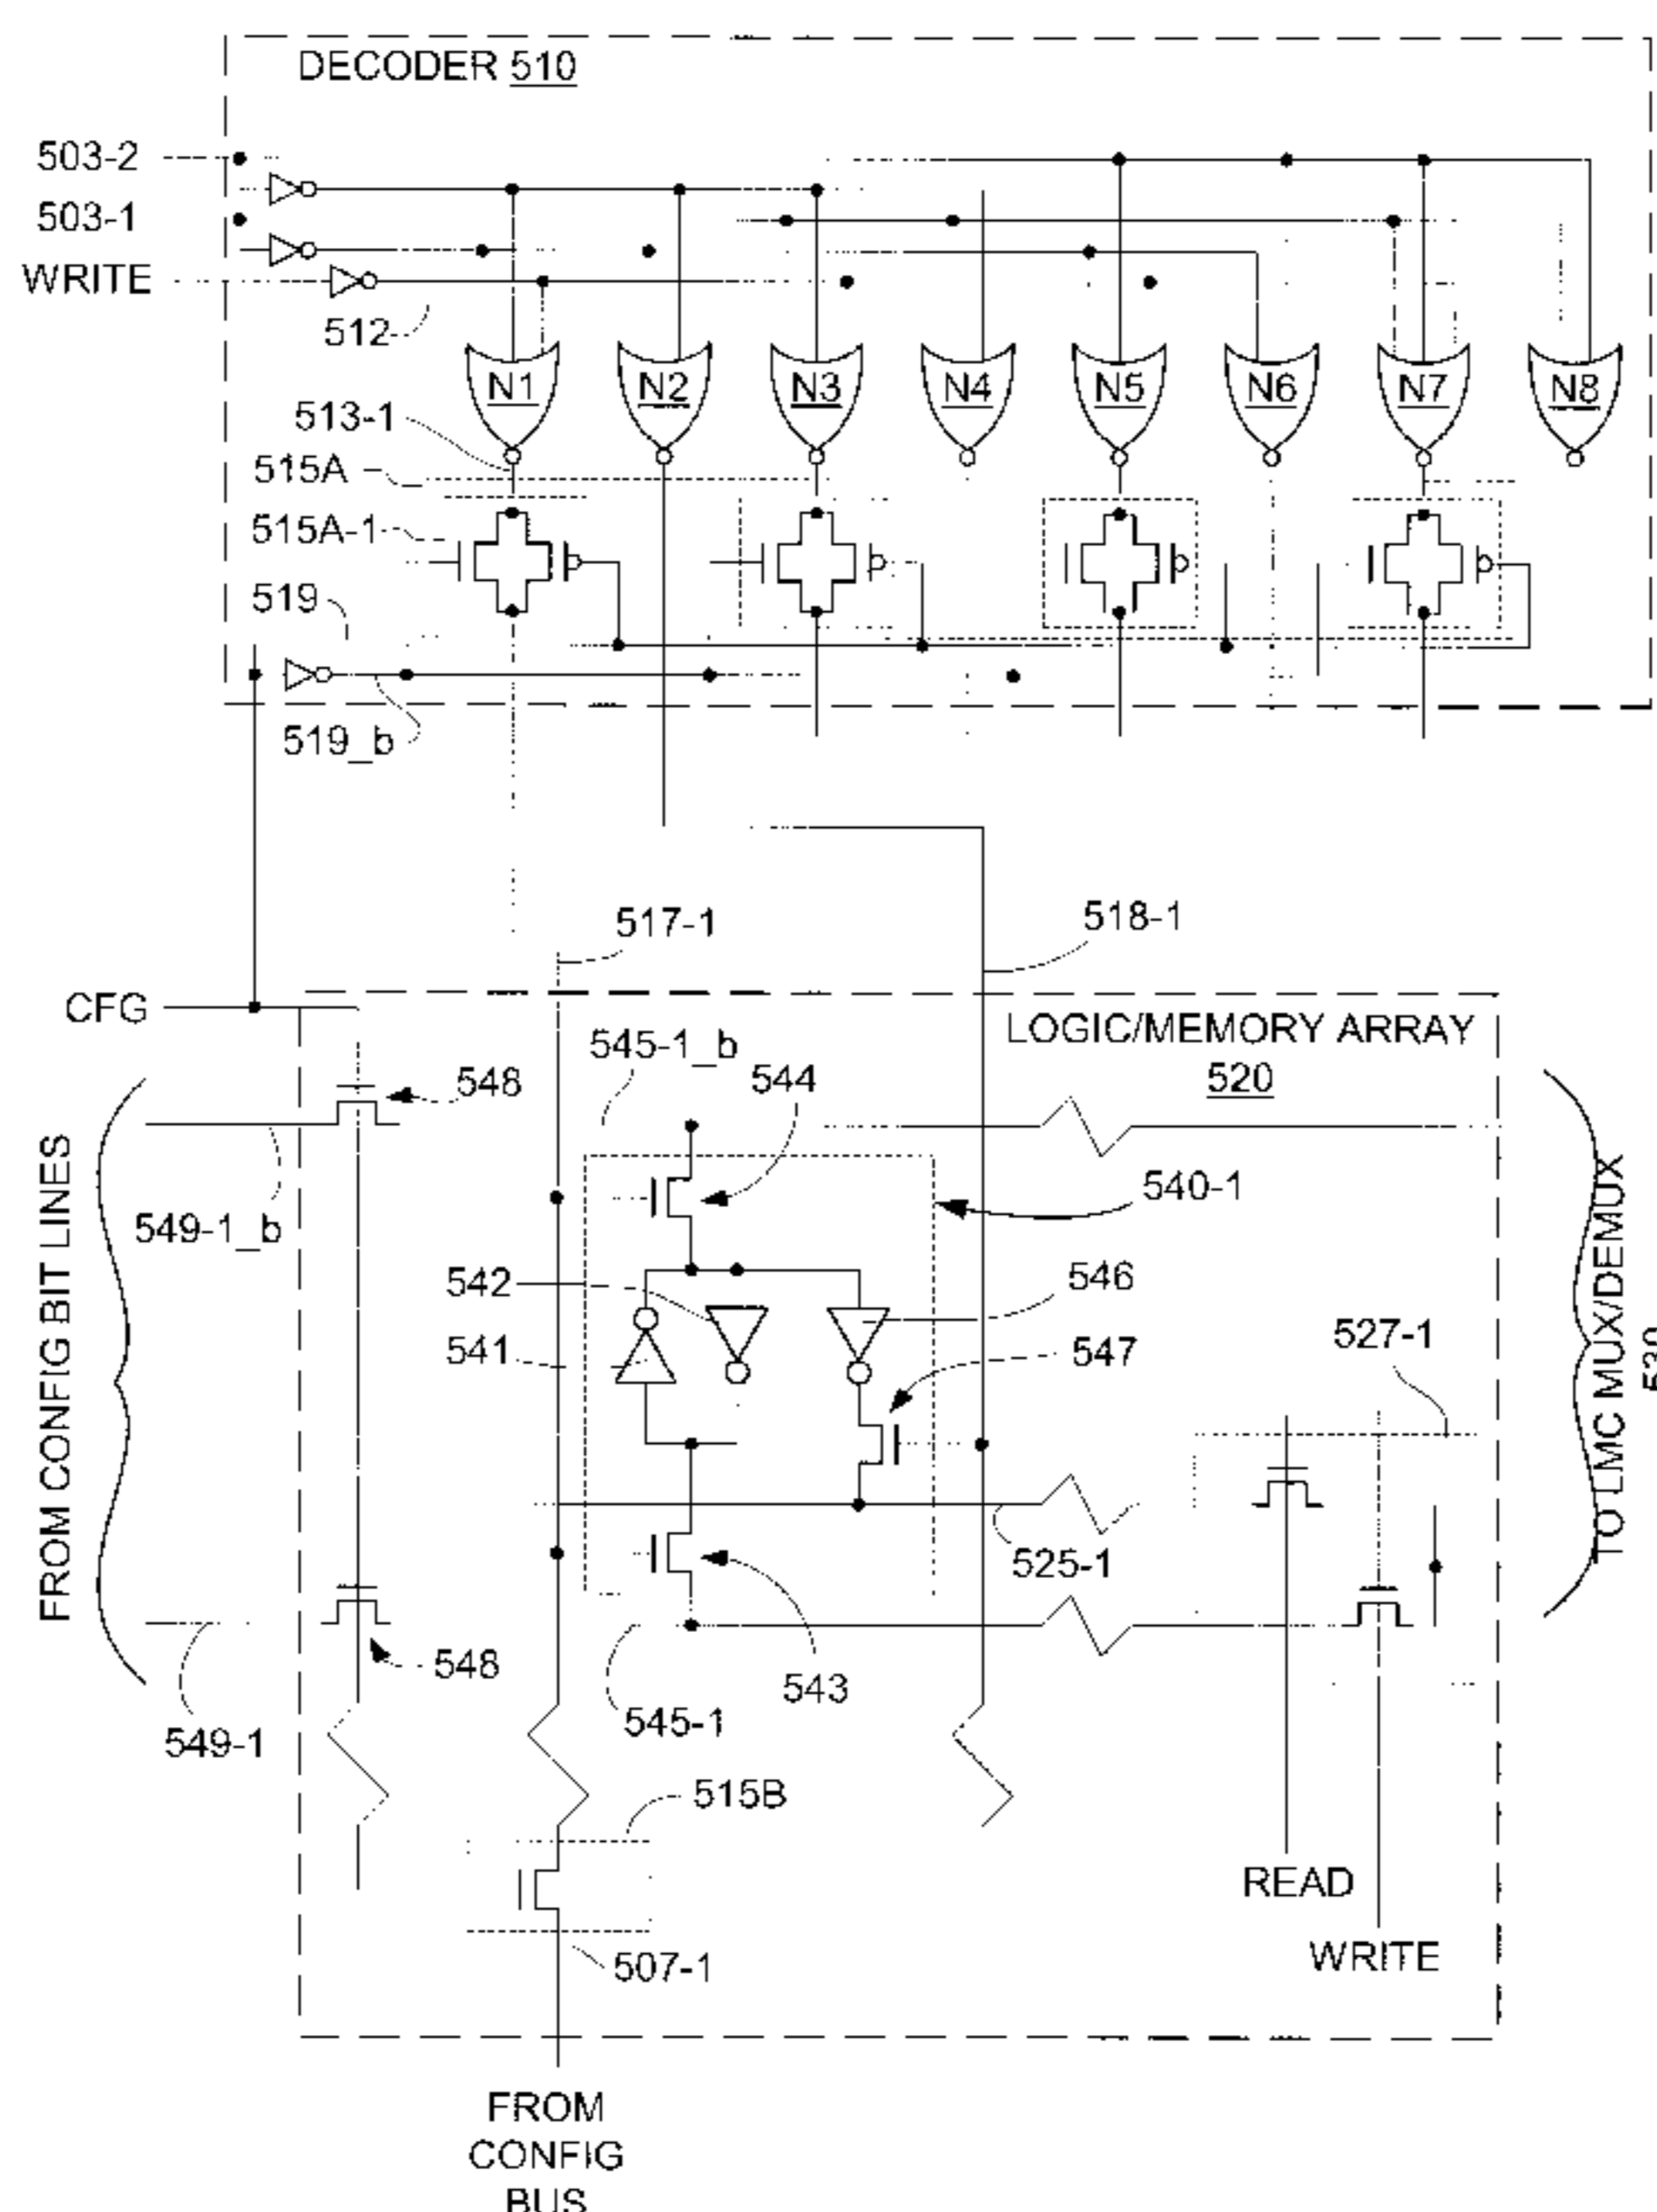 DECODER 510
503-2
503-1
WRITE
512
N1 N2 N3 N4 N5 N6 N7 N8
513-1
515A
515A-1
519
519_b
517-1
518-1
CFG
LOGIC/MEMORY ARRAY
520
545-1_b
544
548
549-1_b
540-1
542
546
541
547
527-1
FROM CONFIG BIT LINES
TO LMC MUX/DEMUX
530
525-1
548
543
549-1
545-1
515B
READ
507-1
WRITE
FROM
CONFIG
BUS